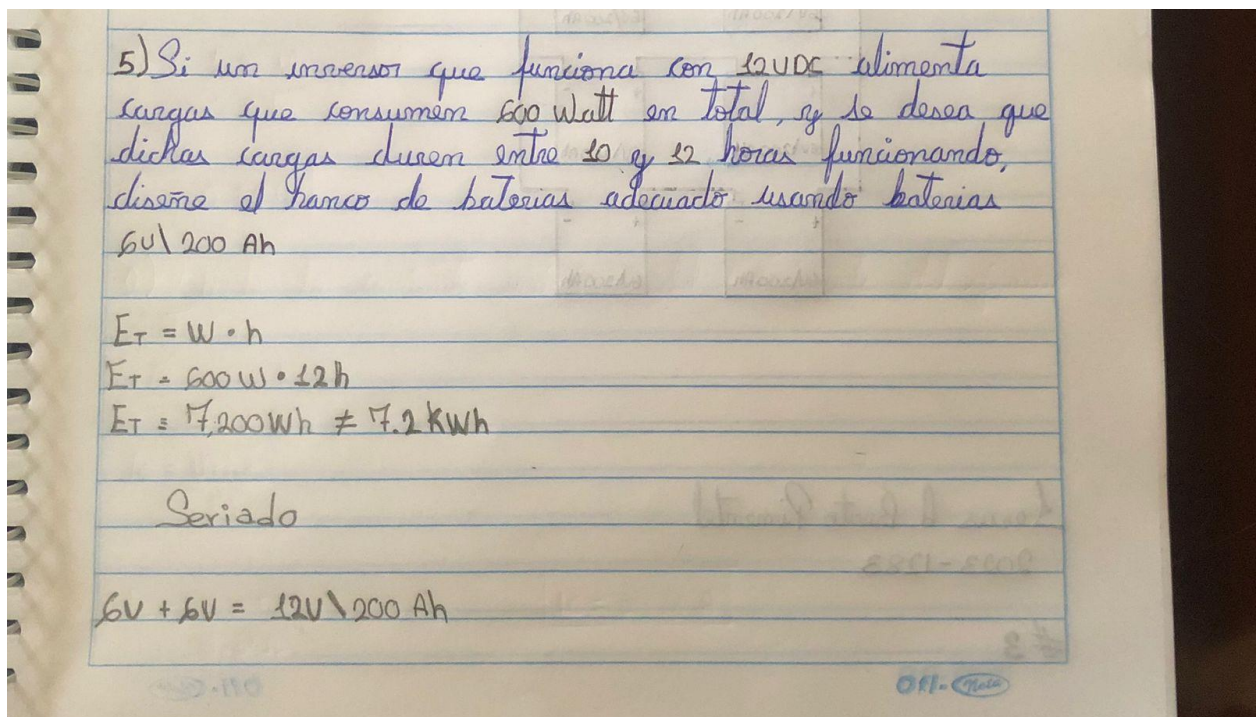 5) Si un inversor que funciona con 12VDC alimenta
cargas que consumen 600 Watt en total, y se desea que
dichas cargas duren entre 10 y 12 horas funcionando,
diseñe el banco de baterias adecuado usando baterias
6V\200 Ah
ET = W · h
ET = 600W · 12h
ET = 7,200Wh ≠ 7.2 KWh
Seriado
6V + 6V = 12V\200 Ah